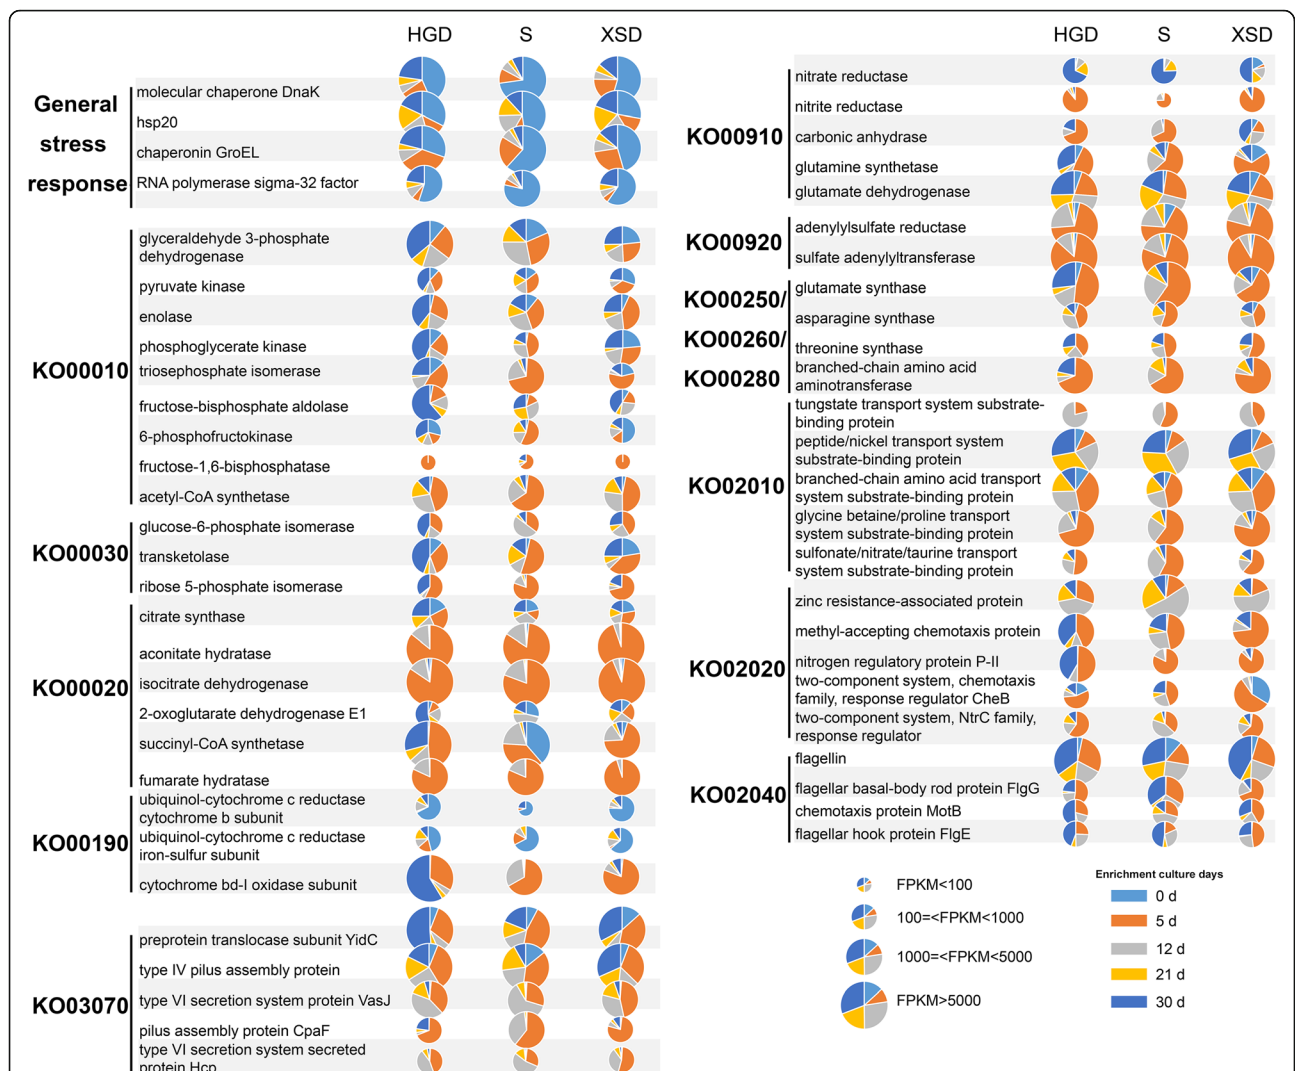 HGD S XSD
General
stress
response
molecular chaperone DnaK
hsp20
chaperonin GroEL
RNA polymerase sigma-32 factor
KO00010
glyceraldehyde 3-phosphate
dehydrogenase
pyruvate kinase
enolase
phosphoglycerate kinase
triosephosphate isomerase
fructose-bisphosphate aldolase
6-phosphofructokinase
fructose-1,6-bisphosphatase
acetyl-CoA synthetase
KO00030
glucose-6-phosphate isomerase
transketolase
ribose 5-phosphate isomerase
KO00020
citrate synthase
aconitate hydratase
isocitrate dehydrogenase
2-oxoglutarate dehydrogenase E1
succinyl-CoA synthetase
fumarate hydratase
KO00190
ubiquinol-cytochrome c reductase
cytochrome b subunit
ubiquinol-cytochrome c reductase
iron-sulfur subunit
cytochrome bd-I oxidase subunit
KO03070
preprotein translocase subunit YidC
type IV pilus assembly protein
type VI secretion system protein VasJ
pilus assembly protein CpaF
type VI secretion system secreted
protein Hcp
HGD S XSD
KO00910
nitrate reductase
nitrite reductase
carbonic anhydrase
glutamine synthetase
glutamate dehydrogenase
KO00920
adenylylsulfate reductase
sulfate adenylyltransferase
KO00250/
KO00260/
KO00280
glutamate synthase
asparagine synthase
threonine synthase
branched-chain amino acid
aminotransferase
KO02010
tungstate transport system substrate-
binding protein
peptide/nickel transport system
substrate-binding protein
branched-chain amino acid transport
system substrate-binding protein
glycine betaine/proline transport
system substrate-binding protein
sulfonate/nitrate/taurine transport
system substrate-binding protein
KO02020
zinc resistance-associated protein
methyl-accepting chemotaxis protein
nitrogen regulatory protein P-II
two-component system, chemotaxis
family, response regulator CheB
two-component system, NtrC family,
response regulator
KO02040
flagellin
flagellar basal-body rod protein FlgG
chemotaxis protein MotB
flagellar hook protein FlgE
FPKM<100
100=<FPKM<1000
1000=<FPKM<5000
FPKM>5000
Enrichment culture days
0 d
5 d
12 d
21 d
30 d